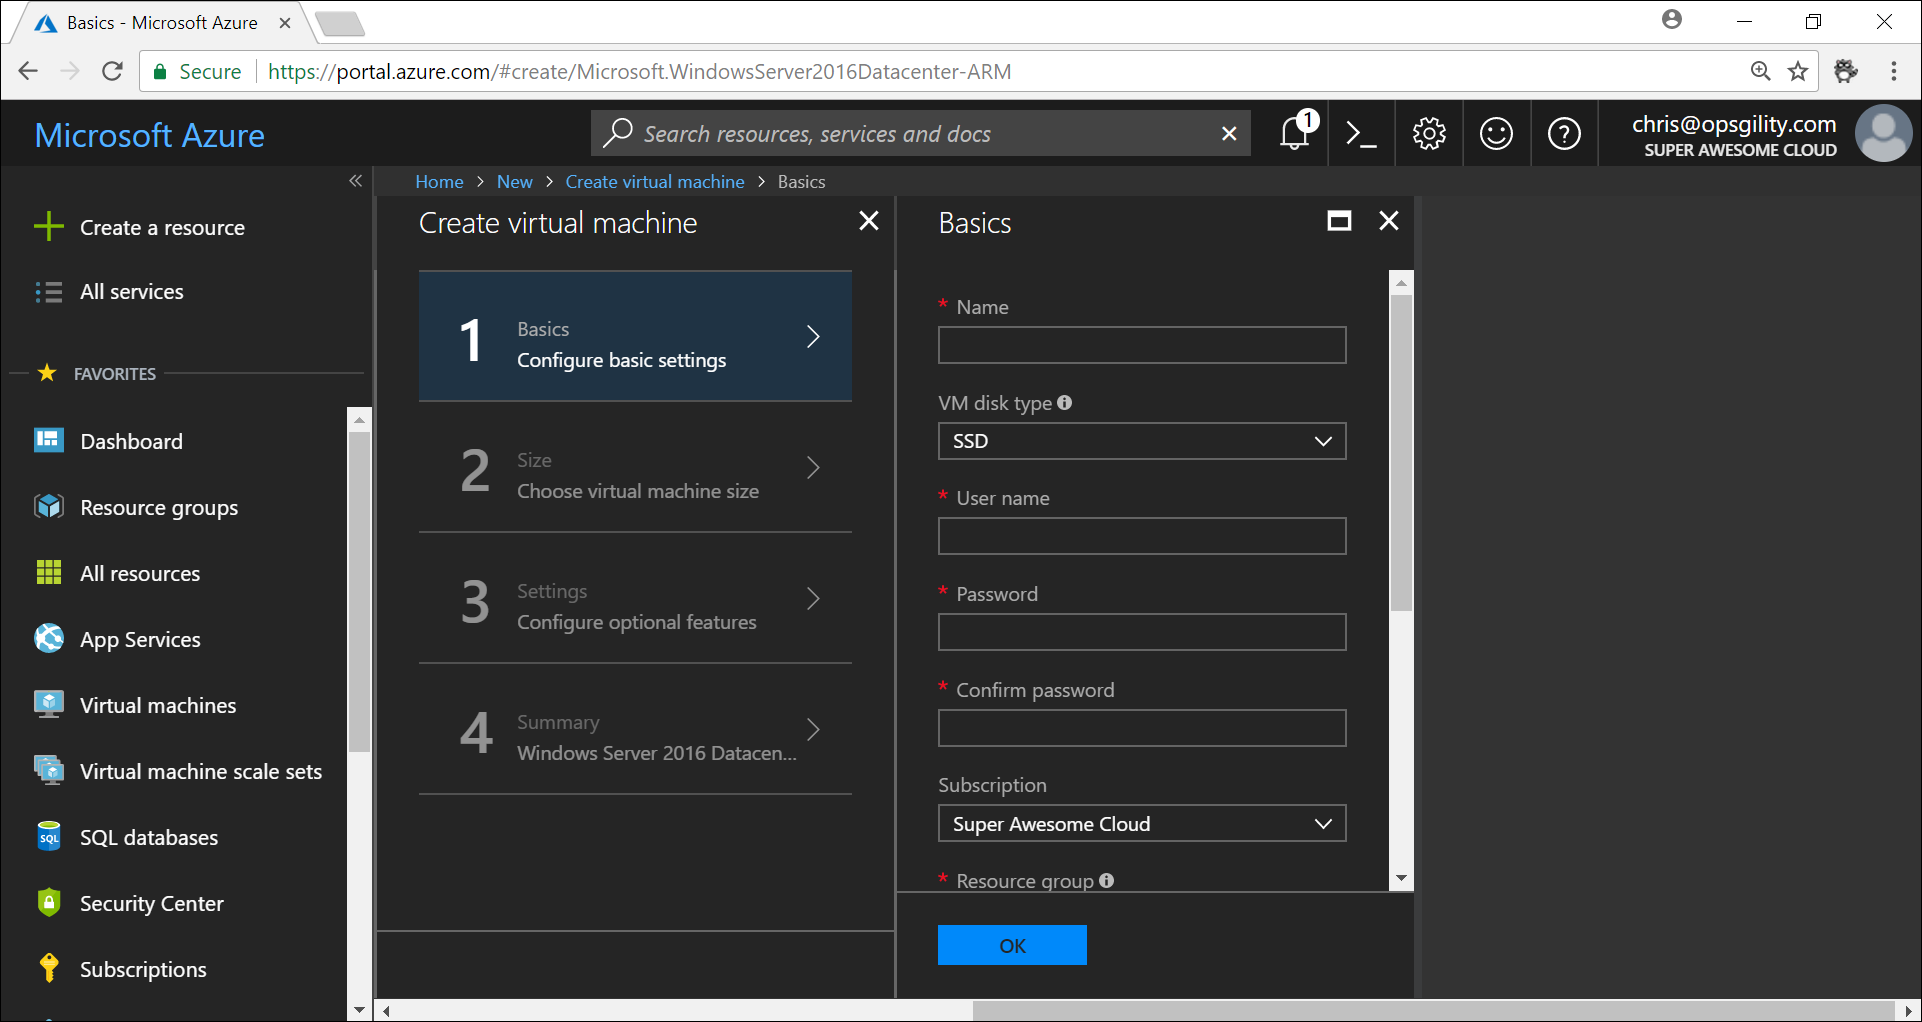 Basics - Microsoft Azure
Secure
https://portal.azure.com/#create/Microsoft.WindowsServer2016Datacenter-ARM
Microsoft Azure
Search resources, services and docs
1
chris@opsgility.com
SUPER AWESOME CLOUD
Home > New > Create virtual machine > Basics
Create a resource
All services
FAVORITES
Dashboard
Resource groups
All resources
App Services
Virtual machines
Virtual machine scale sets
SQL
SQL databases
Security Center
Subscriptions
Create virtual machine
1
Basics
Configure basic settings
2
Size
Choose virtual machine size
3
Settings
Configure optional features
4
Summary
Windows Server 2016 Datacen...
Basics
* Name
VM disk type
SSD
* User name
* Password
* Confirm password
Subscription
Super Awesome Cloud
* Resource group
OK